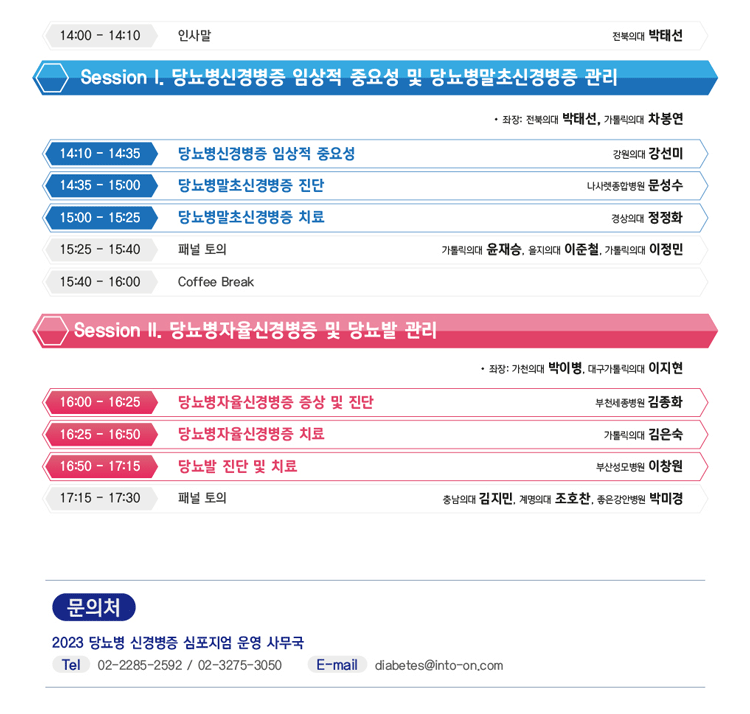 14:00 - 14:10 인사말 전북의대 박태선
Session I. 당뇨병신경병증 임상적 중요성 및 당뇨병말초신경병증 관리
• 좌장: 전북의대 박태선, 가톨릭의대 차봉연
14:10 - 14:35 당뇨병신경병증 임상적 중요성 강원의대 강선미
14:35 - 15:00 당뇨병말초신경병증 진단 나사렛종합병원 문성수
15:00 - 15:25 당뇨병말초신경병증 치료 경상의대 정정화
15:25 - 15:40 패널 토의 가톨릭의대 윤재승, 을지의대 이준철, 가톨릭의대 이정민
15:40 - 16:00 Coffee Break
Session II. 당뇨병자율신경병증 및 당뇨발 관리
• 좌장: 가천의대 박이병, 대구가톨릭의대 이지현
16:00 - 16:25 당뇨병자율신경병증 증상 및 진단 부천세종병원 김종화
16:25 - 16:50 당뇨병자율신경병증 치료 가톨릭의대 김은숙
16:50 - 17:15 당뇨발 진단 및 치료 부산성모병원 이창원
17:15 - 17:30 패널 토의 충남의대 김지민, 계명의대 조호찬, 좋은강안병원 박미경
문의처
2023 당뇨병 신경병증 심포지엄 운영 사무국
Tel 02-2285-2592 / 02-3275-3050 E-mail diabetes@into-on.com